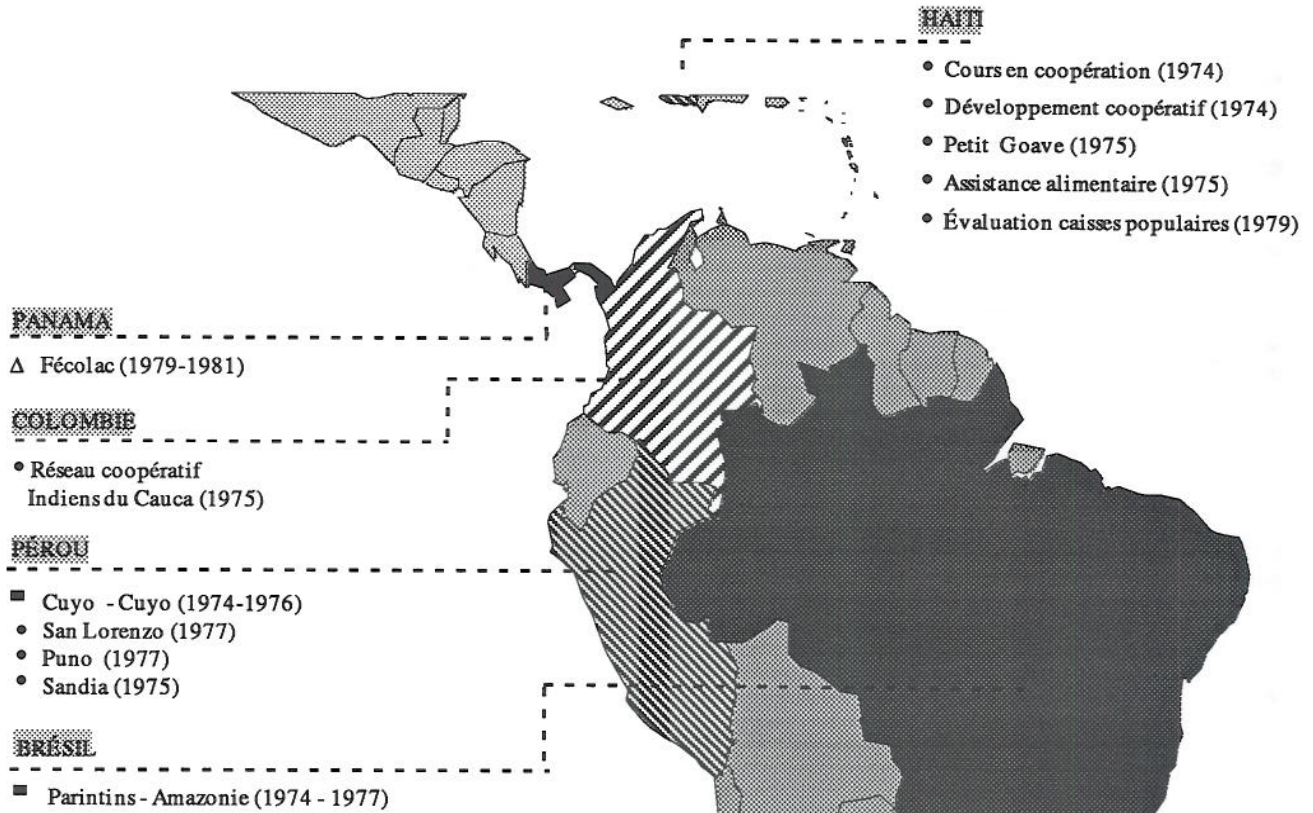 HAITI
• Cours en coopération (1974)
• Développement coopératif (1974)
• Petit Goave (1975)
• Assistance alimentaire (1975)
• Évaluation caisses populaires (1979)
PANAMA
Δ Fécolac (1979-1981)
COLOMBIE
• Réseau coopératif
Indiens du Cauca (1975)
PÉROU
■ Cuyo - Cuyo (1974-1976)
• San Lorenzo (1977)
• Puno (1977)
• Sandia (1975)
BRÉSIL
■ Parintins - Amazonie (1974 - 1977)